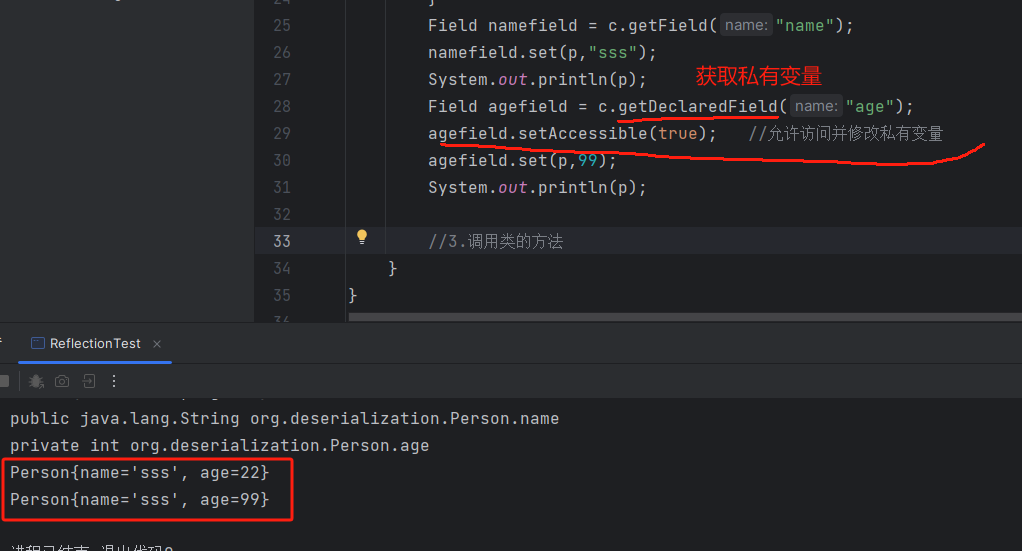 24 }
25 Field namefield = c.getField( name: "name");
26 namefield.set(p,"sss");
27 System.out.println(p);
获取私有变量
28 Field agefield = c.getDeclaredField( name: "age");
29 agefield.setAccessible(true); //允许访问并修改私有变量
30 agefield.set(p,99);
31 System.out.println(p);
32
33 //3.调用类的方法
34 }
35 }
36
ReflectionTest ×
public java.lang.String org.deserialization.Person.name
private int org.deserialization.Person.age
Person{name='sss', age=22}
Person{name='sss', age=99}
进程已结束,退出代码0